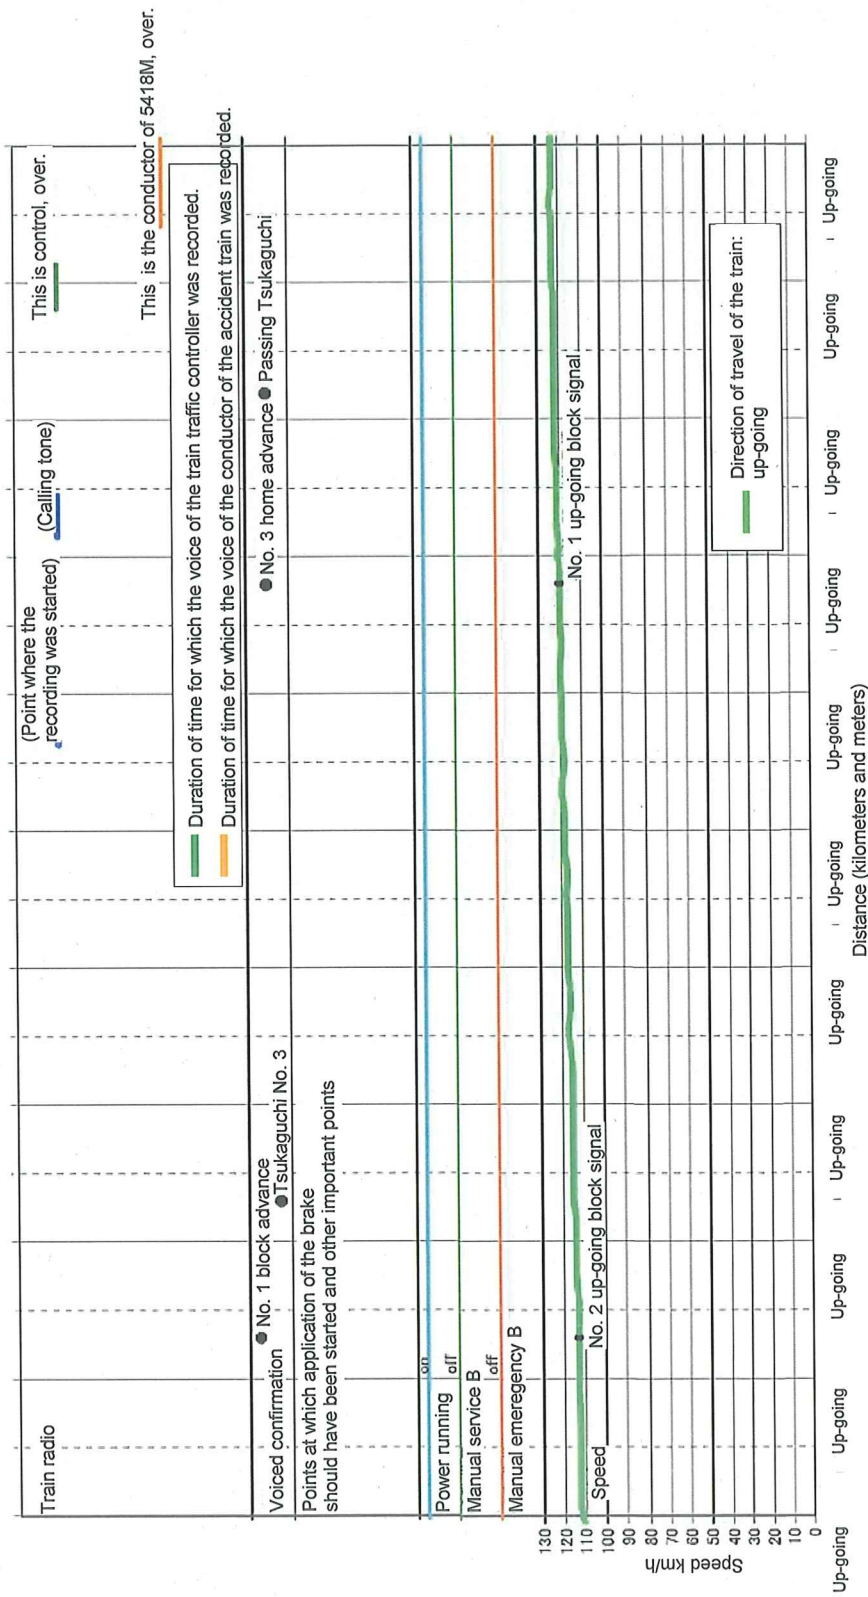 Train radio
(Point where the
recording was started)
(Calling tone)
This is control, over.
This is the conductor of 5418M, over.
Duration of time for which the voice of the train traffic controller was recorded.
Duration of time for which the voice of the conductor of the accident train was recorded.
Voiced confirmation
No. 1 block advance
Tsukaguchi No. 3
No. 3 home advance
Passing Tsukaguchi
Points at which application of the brake
should have been started and other important points
Power running
on
Manual service B
off
Manual emeregency B
off
Speed
No. 2 up-going block signal
No. 1 up-going block signal
Direction of travel of the train:
up-going
Speed km/h
130
120
110
100
90
80
70
60
50
40
30
20
10
0
Up-going
Up-going
Up-going
Up-going
Up-going
Up-going
Up-going
Up-going
Up-going
Up-going
Up-going
Distance (kilometers and meters)